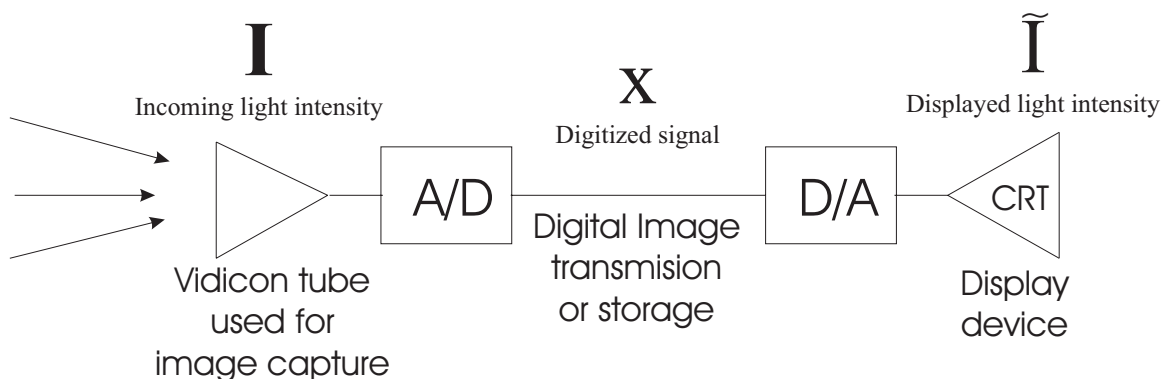 I
Incoming light intensity
X
Digitized signal
Ĩ
Displayed light intensity
A/D
D/A
CRT
Vidicon tube
used for
image capture
Digital Image
transmision
or storage
Display
device